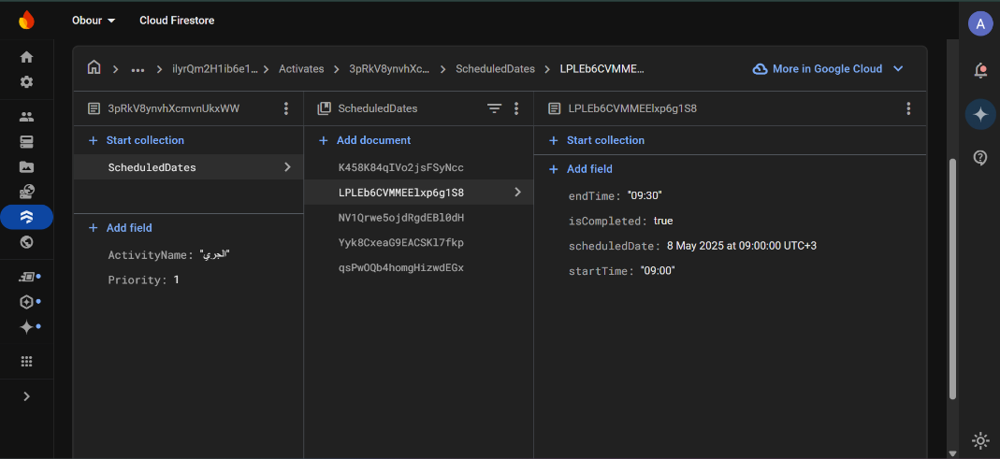 Obour
Cloud Firestore
A
... ilyrQm2H1ib6e1... Activates 3pRkV8ynvhXc... ScheduledDates LPLEb6CVMME...
More in Google Cloud
3pRkV8ynvhXcmvnUkxWW
Start collection
ScheduledDates
Add field
ActivityName: "الجري"
Priority: 1
ScheduledDates
Add document
K458K84qIVo2jsFSyNcc
LPLEb6CVMMEElxp6g1S8
NV1Qrwe5ojdRgdEBl0dH
Yyk8CxeaG9EACSKl7fkp
qsPwOQb4homgHizwdEGx
LPLEb6CVMMEElxp6g1S8
Start collection
Add field
endTime: "09:30"
isCompleted: true
scheduledDate: 8 May 2025 at 09:00:00 UTC+3
startTime: "09:00"